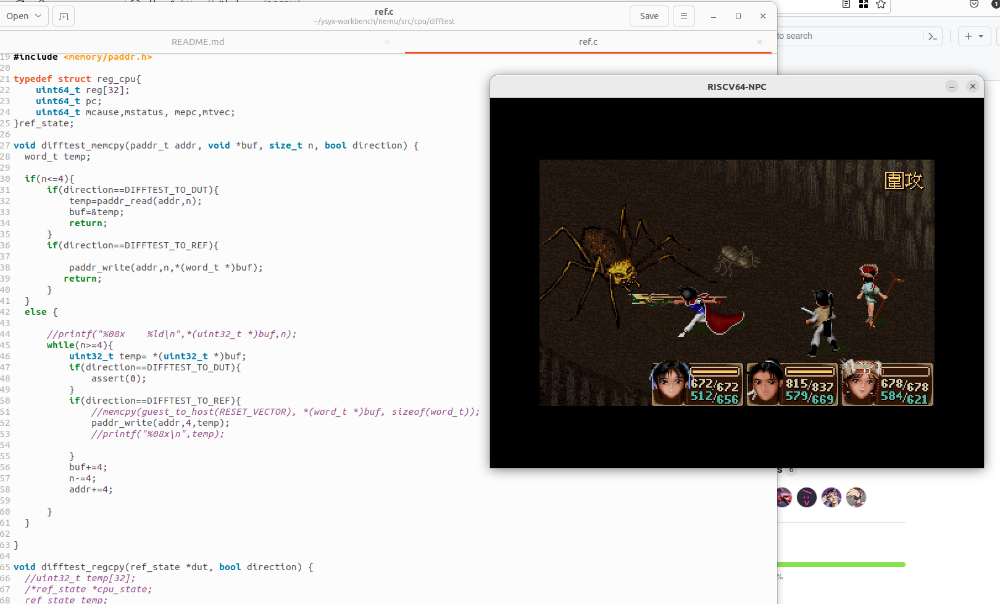 Open
ref.c
~/ysyx-workbench/nemu/src/cpu/difftest
Save
README.md
ref.c
to search
19 #include <memory/paddr.h>
20
21 typedef struct reg_cpu{
22     uint64_t reg[32];
23     uint64_t pc;
24     uint64_t mcause,mstatus, mepc,mtvec;
25 }ref_state;
26
27 void difftest_memcpy(paddr_t addr, void *buf, size_t n, bool direction) {
28   word_t temp;
29
30   if(n<=4){
31       if(direction==DIFFTEST_TO_DUT){
32           temp=paddr_read(addr,n);
33           buf=&temp;
34           return;
35       }
36       if(direction==DIFFTEST_TO_REF){
37
38           paddr_write(addr,n,*(word_t *)buf);
39          return;
40       }
41   }
42   else {
43
44       //printf("%08x    %ld\n",*(uint32_t *)buf,n);
45       while(n>=4){
46           uint32_t temp= *(uint32_t *)buf;
47           if(direction==DIFFTEST_TO_DUT){
48               assert(0);
49           }
50           if(direction==DIFFTEST_TO_REF){
51               //memcpy(guest_to_host(RESET_VECTOR), *(word_t *)buf, sizeof(word_t));
52               paddr_write(addr,4,temp);
53               //printf("%08x\n",temp);
54
55           }
56           buf+=4;
57           n-=4;
58           addr+=4;
59
60       }
61   }
62
63 }
64
65 void difftest_regcpy(ref_state *dut, bool direction) {
66   //uint32_t temp[32];
67   /*ref_state *cpu_state;
68   ref_state temp;
RISCV64-NPC
圍攻
672/672
512/656
815/837
579/669
678/678
584/621
s 6
%
1